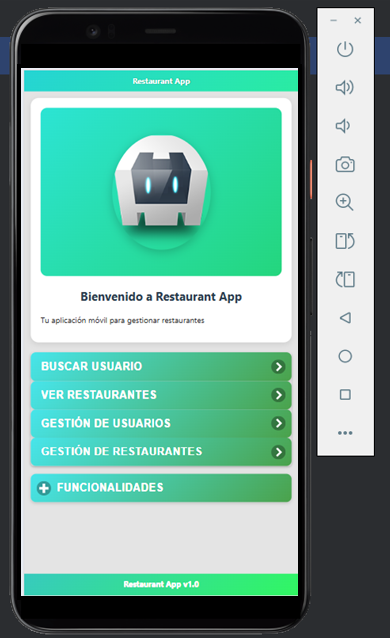 Restaurant App
Bienvenido a Restaurant App
Tu aplicación móvil para gestionar restaurantes
BUSCAR USUARIO
VER RESTAURANTES
GESTIÓN DE USUARIOS
GESTIÓN DE RESTAURANTES
FUNCIONALIDADES
Restaurant App v1.0